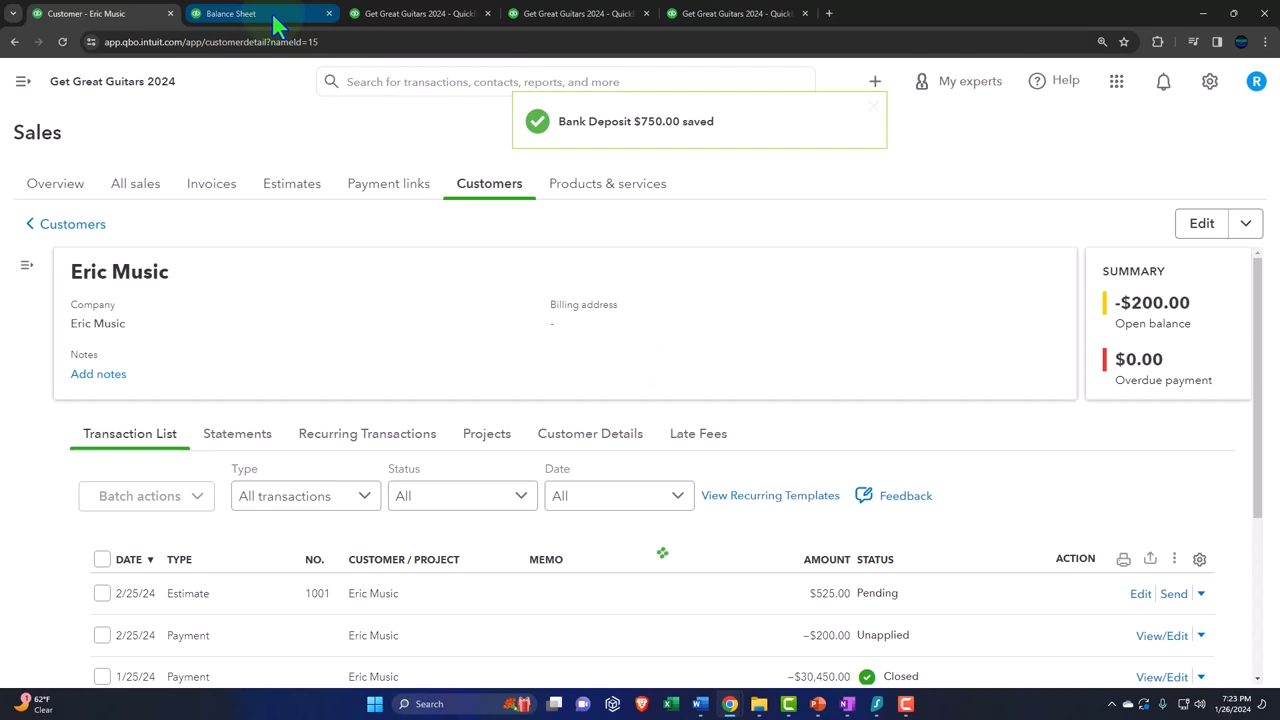 Customer - Eric Music
Balance Sheet
Get Great Guitars 2024 - QuickB
Get Great Guitars 2024 - QuickB
Get Great Guitars 2024 - QuickB
app.qbo.intuit.com/app/customerdetail?nameId=15
Get Great Guitars 2024
Search for transactions, contacts, reports, and more
My experts
Help
R
Bank Deposit $750.00 saved
Sales
Overview
All sales
Invoices
Estimates
Payment links
Customers
Products & services
Customers
Edit
Eric Music
Company
Billing address
Eric Music
-
Notes
Add notes
SUMMARY
-$200.00
Open balance
$0.00
Overdue payment
Transaction List
Statements
Recurring Transactions
Projects
Customer Details
Late Fees
Type
Status
Date
Batch actions
All transactions
All
All
View Recurring Templates
Feedback
DATE TYPE NO. CUSTOMER / PROJECT MEMO AMOUNT STATUS ACTION
2/25/24 Estimate 1001 Eric Music $525.00 Pending Edit Send
2/25/24 Payment Eric Music −$200.00 Unapplied View/Edit
1/25/24 Payment Eric Music −$30,450.00 Closed View/Edit
62°F
Clear
Search
7:23 PM
1/26/2024